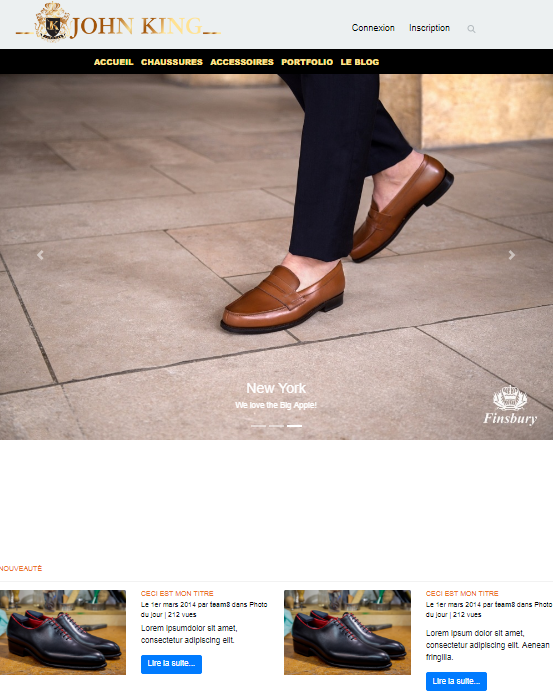 JK
JOHN KING
Connexion Inscription
ACCUEIL CHAUSSURES ACCESSOIRES PORTFOLIO LE BLOG
New York
We love the Big Apple!
Finsbury
NOUVEAUTÉ
CECI EST MON TITRE
Le 1er mars 2014 par team8 dans Photo
du jour | 212 vues
Lorem ipsumdolor sit amet,
consectetur adipiscing elit.
Lire la suite...
CECI EST MON TITRE
Le 1er mars 2014 par team8 dans Photo
du jour | 212 vues
Lorem ipsum dolor sit amet,
consectetur adipiscing elit. Aenean
fringilla.
Lire la suite...